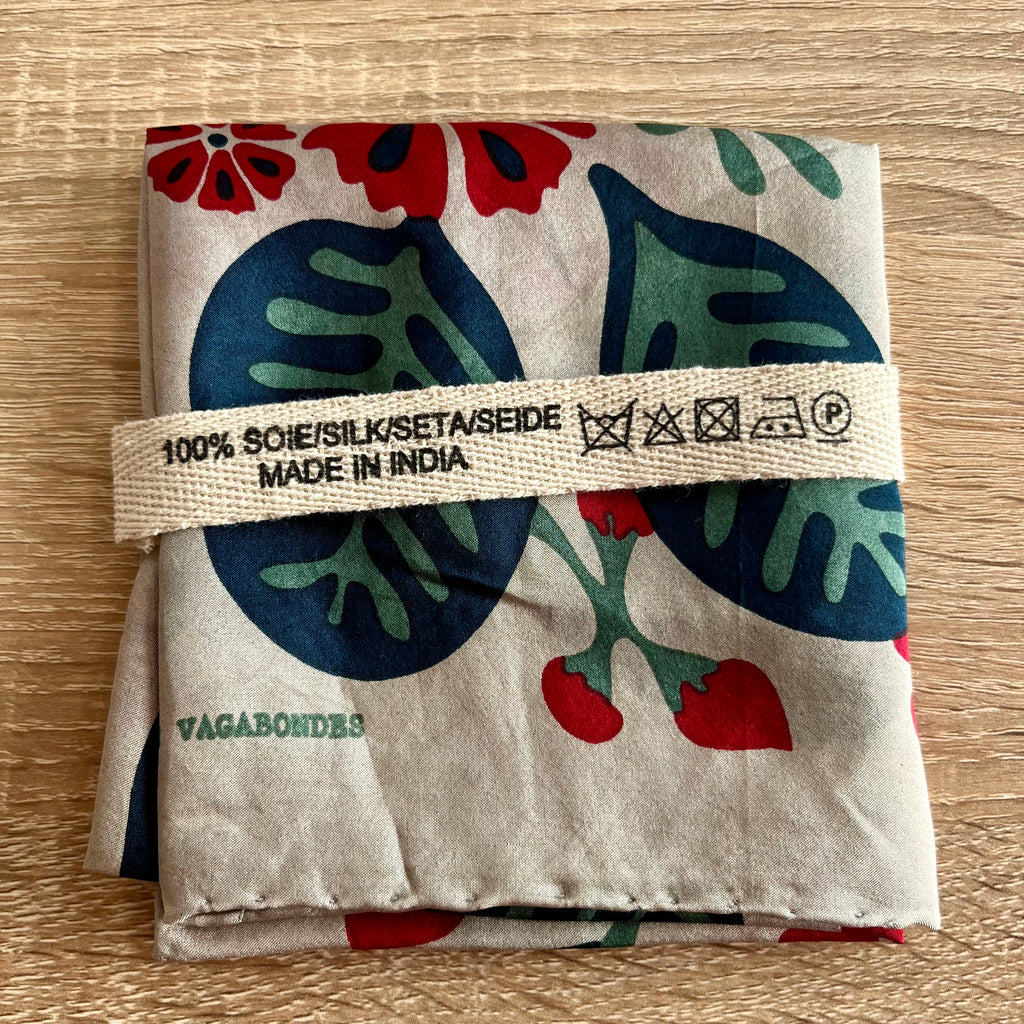 100% SOIE/SILK/SETA/SEIDE
MADE IN INDIA
P
VAGABONDES